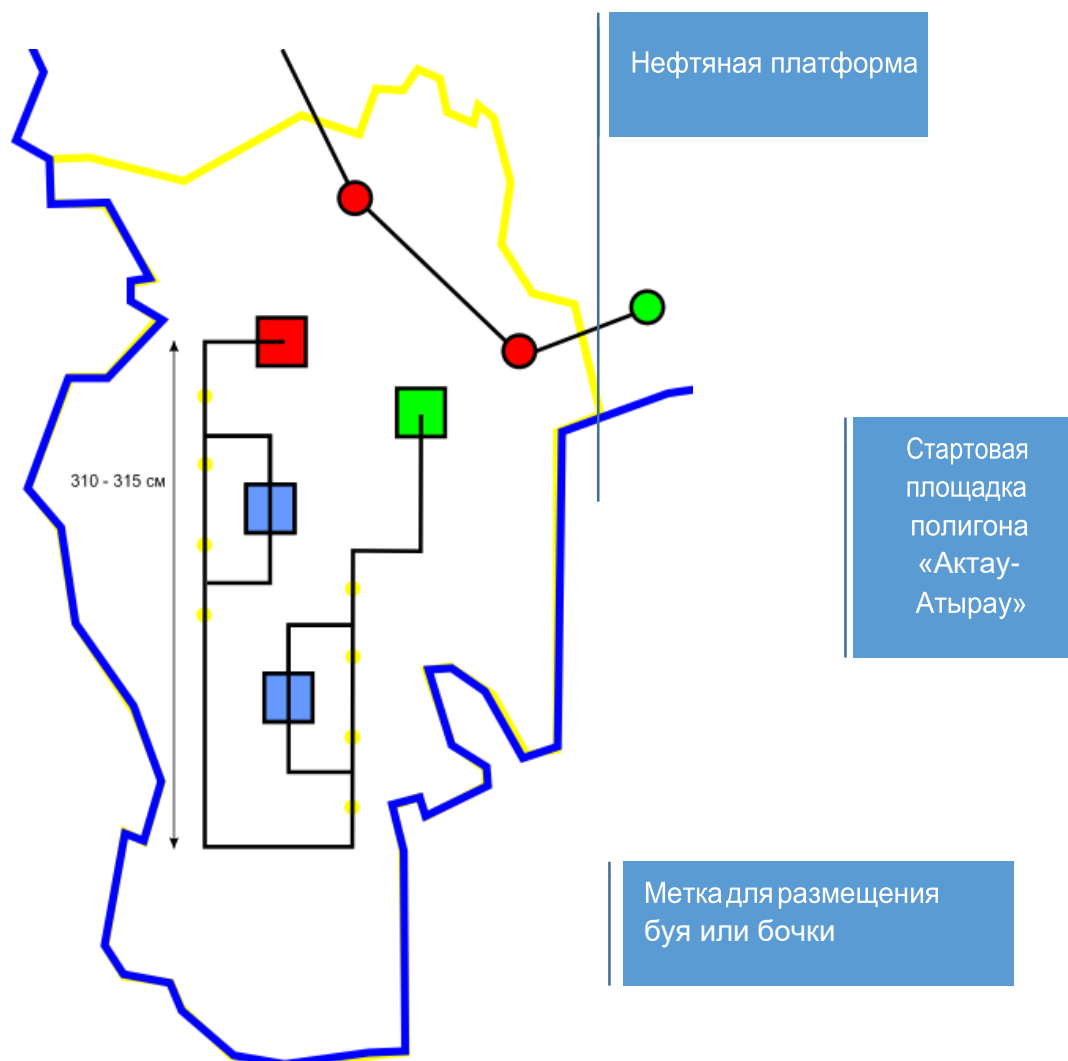 Нефтяная платформа
310 - 315 см
Стартовая
площадка
полигона
«Актау-
Атырау»
Метка для размещения
буя или бочки